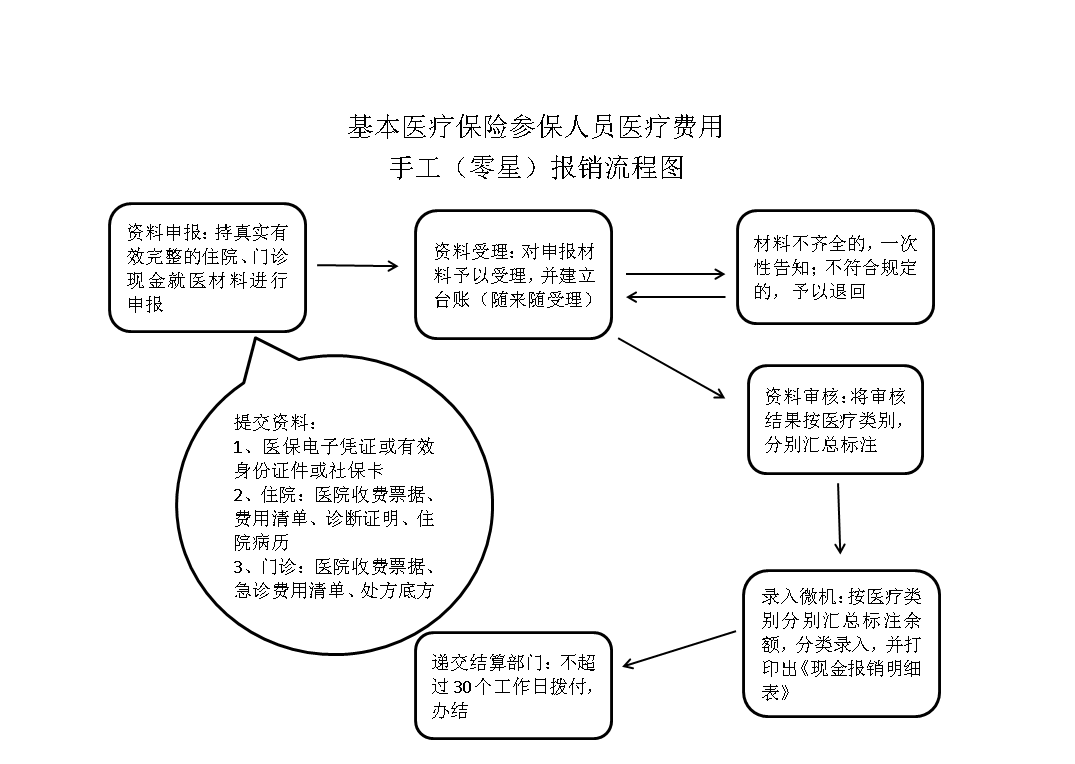 基本医疗保险参保人员医疗费用
手工（零星）报销流程图
资料申报：持真实有
效完整的住院、门诊
现金就医材料进行
申报
资料受理：对申报材
料予以受理，并建立
台账（随来随受理）
材料不齐全的，一次
性告知；不符合规定
的，予以退回
资料审核：将审核
结果按医疗类别，
分别汇总标注
提交资料：
1、医保电子凭证或有效
身份证件或社保卡
2、住院：医院收费票据、
费用清单、诊断证明、住
院病历
3、门诊：医院收费票据、
急诊费用清单、处方底方
录入微机：按医疗类
别分别汇总标注余
额，分类录入，并打
印出《现金报销明细
表》
递交结算部门：不超
过30个工作日拨付，
办结